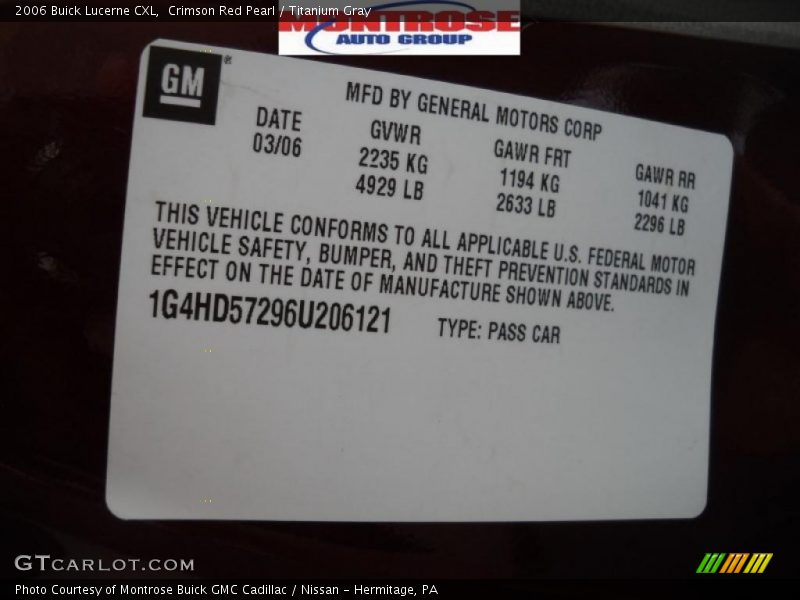 2006 Buick Lucerne CXL,  Crimson Red Pearl / Titanium Gray
MONTROSE
AUTO GROUP
GM
®
MFD BY GENERAL MOTORS CORP
DATE GVWR GAWR FRT GAWR RR
03/06 2235 KG 1194 KG 1041 KG
4929 LB 2633 LB 2296 LB
THIS VEHICLE CONFORMS TO ALL APPLICABLE U.S. FEDERAL MOTOR
VEHICLE SAFETY, BUMPER, AND THEFT PREVENTION STANDARDS IN
EFFECT ON THE DATE OF MANUFACTURE SHOWN ABOVE.
1G4HD57296U206121 TYPE: PASS CAR
GTCARLOT.COM
Photo Courtesy of Montrose Buick GMC Cadillac / Nissan - Hermitage, PA